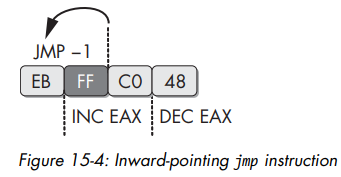 JMP –1
EB FF C0 48
INC EAX DEC EAX
Figure 15-4: Inward-pointing jmp instruction